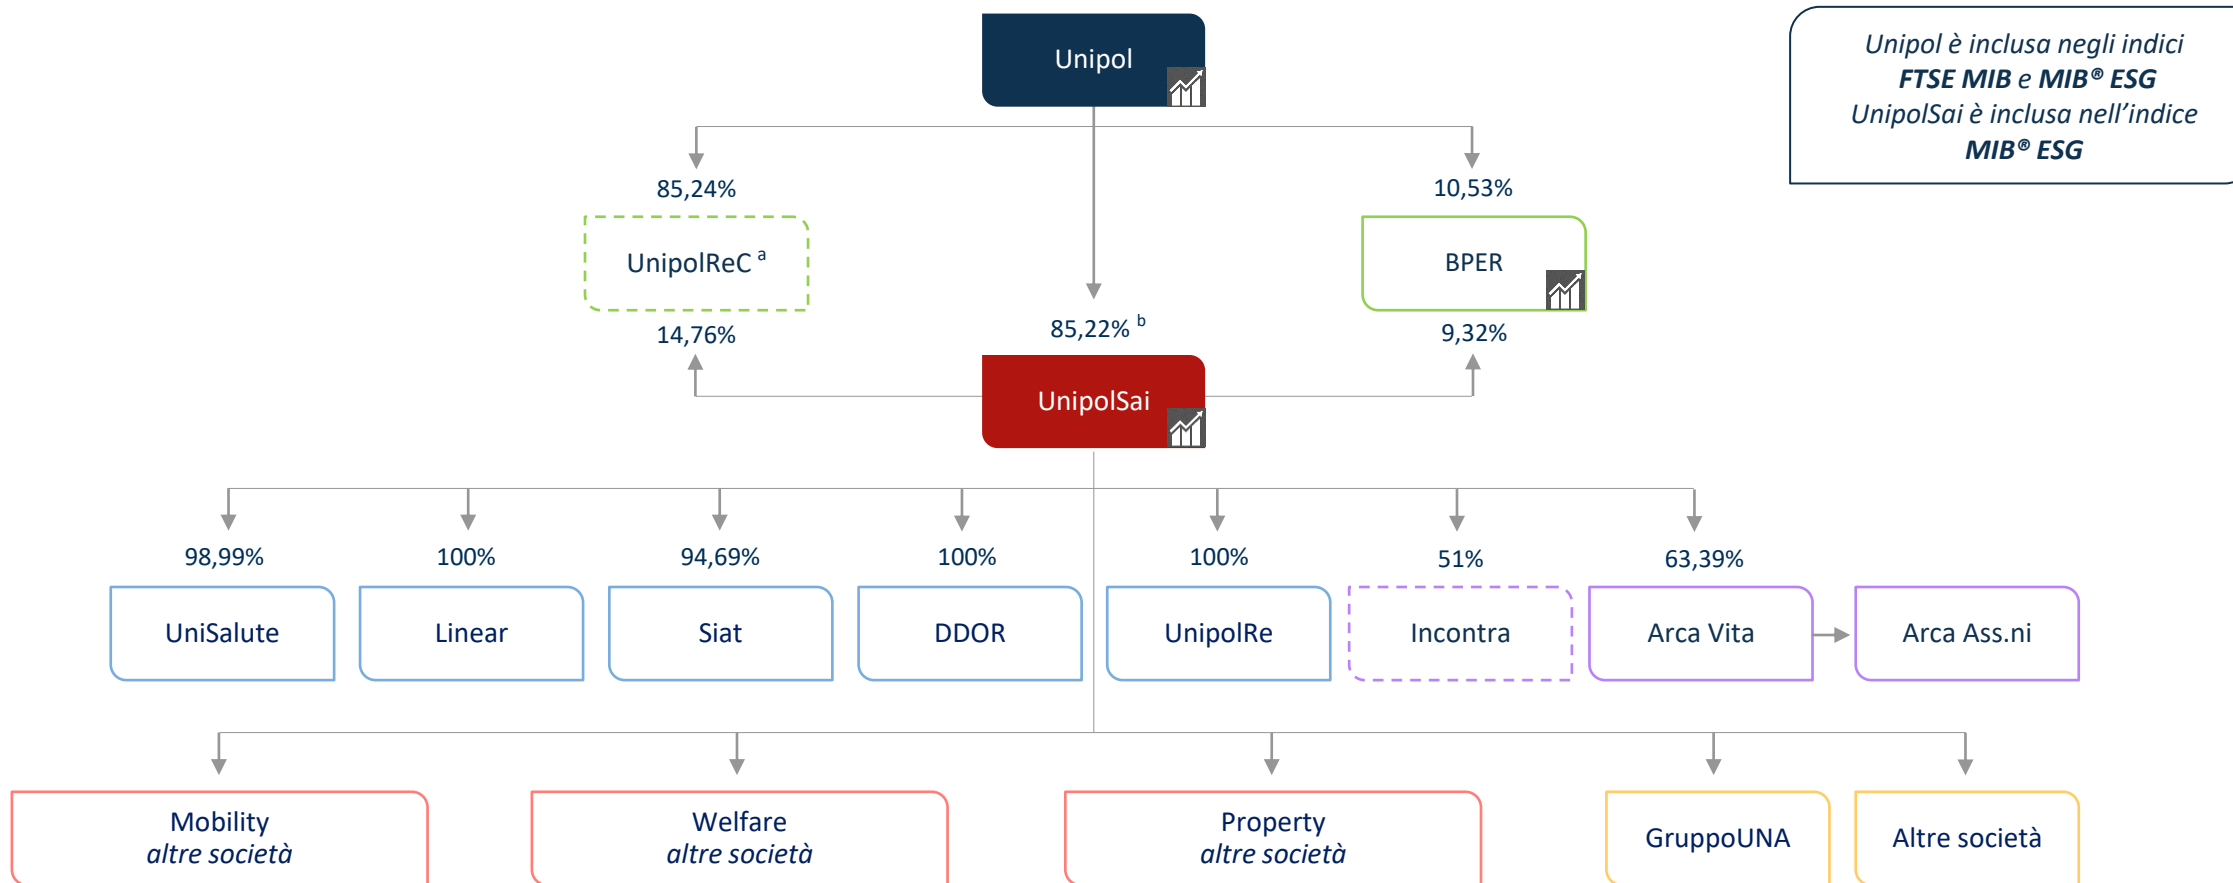 Unipol
Unipol è inclusa negli indici
FTSE MIB e MIB® ESG
UnipolSai è inclusa nell'indice
MIB® ESG
85,24%
10,53%
UnipolReC a
BPER
14,76%
85,22% b
9,32%
UnipolSai
98,99%
100%
94,69%
100%
100%
51%
63,39%
UniSalute
Linear
Siat
DDOR
UnipolRe
Incontra
Arca Vita
Arca Ass.ni
Mobility
altre società
Welfare
altre società
Property
altre società
GruppoUNA
Altre società